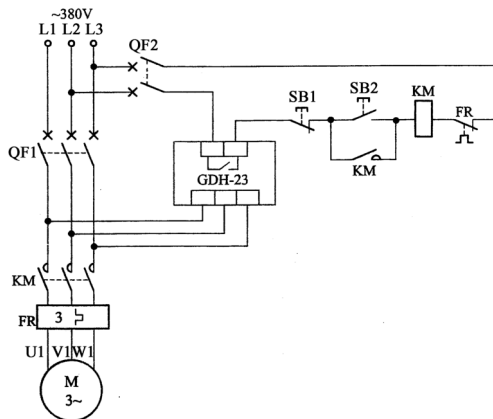 ~380V
L1 L2 L3
QF2
SB1
SB2
KM
FR
QF1
GDH-23
KM
KM
FR
3
U1 V1 W1
M
3~